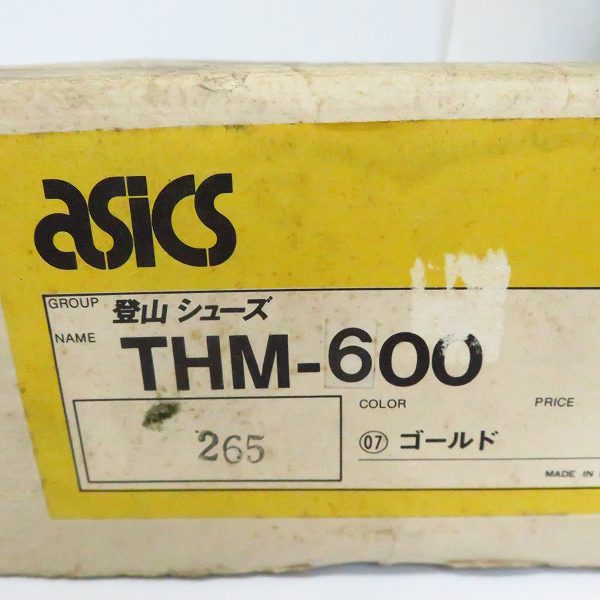 asics
GROUP 登山 シューズ
NAME THM-600
265
COLOR PRICE
07 ゴールド
MADE IN